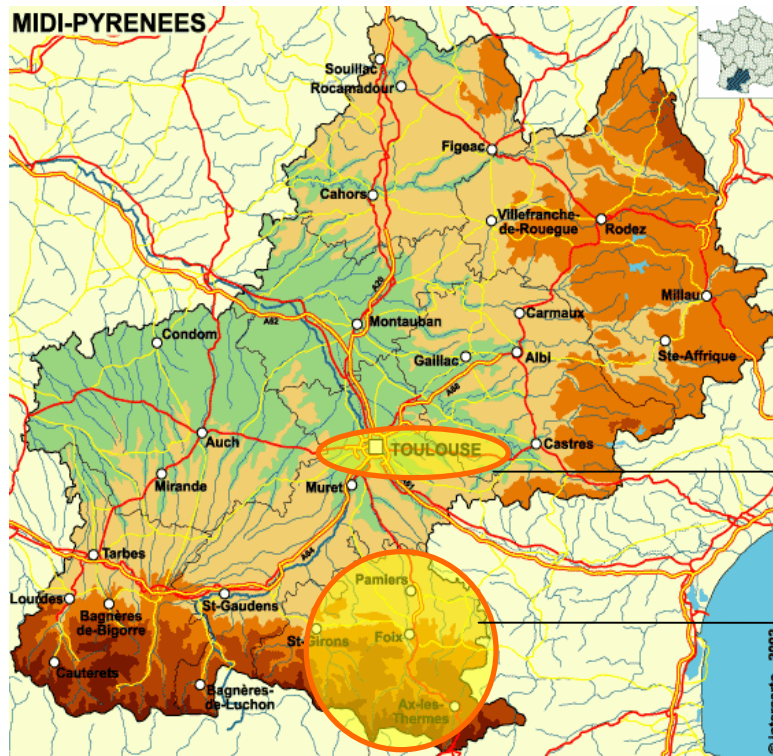 MIDI-PYRENEES
Souillac
Rocamadour
Figeac
Cahors
Villefranche-
de-Rouegue
Rodez
A20
Millau
A62
Montauban
Carmaux
Condom
Gaillac
Albi
Ste-Affrique
A68
Auch
TOULOUSE
Castres
Mirande
Muret
A61
Tarbes
A64
Pamiers
Lourdes
Bagnères
de-Bigorre
St-Gaudens
St-Girons
Foix
Cauterets
Bagnères-
de-Luchon
Ax-les-
Thermes
2002